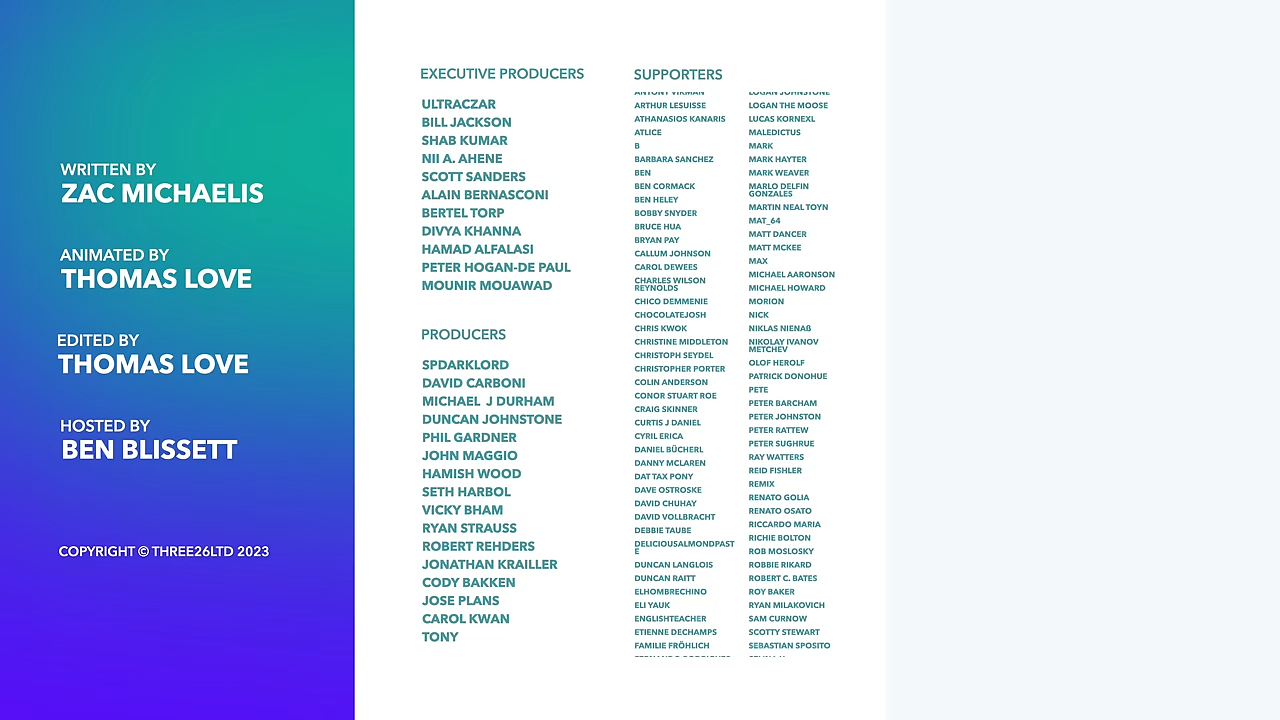 WRITTEN BY
ZAC MICHAELIS
ANIMATED BY
THOMAS LOVE
EDITED BY
THOMAS LOVE
HOSTED BY
BEN BLISSETT
COPYRIGHT © THREE26LTD 2023
EXECUTIVE PRODUCERS
ULTRACZAR
BILL JACKSON
SHAB KUMAR
NII A. AHENE
SCOTT SANDERS
ALAIN BERNASCONI
BERTEL TORP
DIVYA KHANNA
HAMAD ALFALASI
PETER HOGAN-DE PAUL
MOUNIR MOUAWAD
PRODUCERS
SPDARKLORD
DAVID CARBONI
MICHAEL J DURHAM
DUNCAN JOHNSTONE
PHIL GARDNER
JOHN MAGGIO
HAMISH WOOD
SETH HARBOL
VICKY BHAM
RYAN STRAUSS
ROBERT REHDERS
JONATHAN KRAILLER
CODY BAKKEN
JOSE PLANS
CAROL KWAN
TONY
SUPPORTERS
ANTONY VIKMAN
ARTHUR LESUISSE
ATHANASIOS KANARIS
ATLICE
B
BARBARA SANCHEZ
BEN
BEN CORMACK
BEN HELEY
BOBBY SNYDER
BRUCE HUA
BRYAN PAY
CALLUM JOHNSON
CAROL DEWEES
CHARLES WILSON
REYNOLDS
CHICO DEMMENIE
CHOCOLATEJOSH
CHRIS KWOK
CHRISTINE MIDDLETON
CHRISTOPH SEYDEL
CHRISTOPHER PORTER
COLIN ANDERSON
CONOR STUART ROE
CRAIG SKINNER
CURTIS J DANIEL
CYRIL ERICA
DANIEL BÜCHERL
DANNY MCLAREN
DAT TAX PONY
DAVE OSTROSKE
DAVID CHUHAY
DAVID VOLLBRACHT
DEBBIE TAUBE
DELICIOUSALMONDPAST
E
DUNCAN LANGLOIS
DUNCAN RAITT
ELHOMBRECHINO
ELI YAUK
ENGLISHTEACHER
ETIENNE DECHAMPS
FAMILIE FRÖHLICH
LOGAN JOHNSTONE
LOGAN THE MOOSE
LUCAS KORNEXL
MALEDICTUS
MARK
MARK HAYTER
MARK WEAVER
MARLO DELFIN
GONZALES
MARTIN NEAL TOYN
MAT_64
MATT DANCER
MATT MCKEE
MAX
MICHAEL AARONSON
MICHAEL HOWARD
MORION
NICK
NIKLAS NIENAß
NIKOLAY IVANOV
METCHEV
OLOF HEROLF
PATRICK DONOHUE
PETE
PETER BARCHAM
PETER JOHNSTON
PETER RATTEW
PETER SUGHRUE
RAY WATTERS
REID FISHLER
REMIX
RENATO GOLIA
RENATO OSATO
RICCARDO MARIA
RICHIE BOLTON
ROB MOSLOSKY
ROBBIE RIKARD
ROBERT C. BATES
ROY BAKER
RYAN MILAKOVICH
SAM CURNOW
SCOTTY STEWART
SEBASTIAN SPOSITO